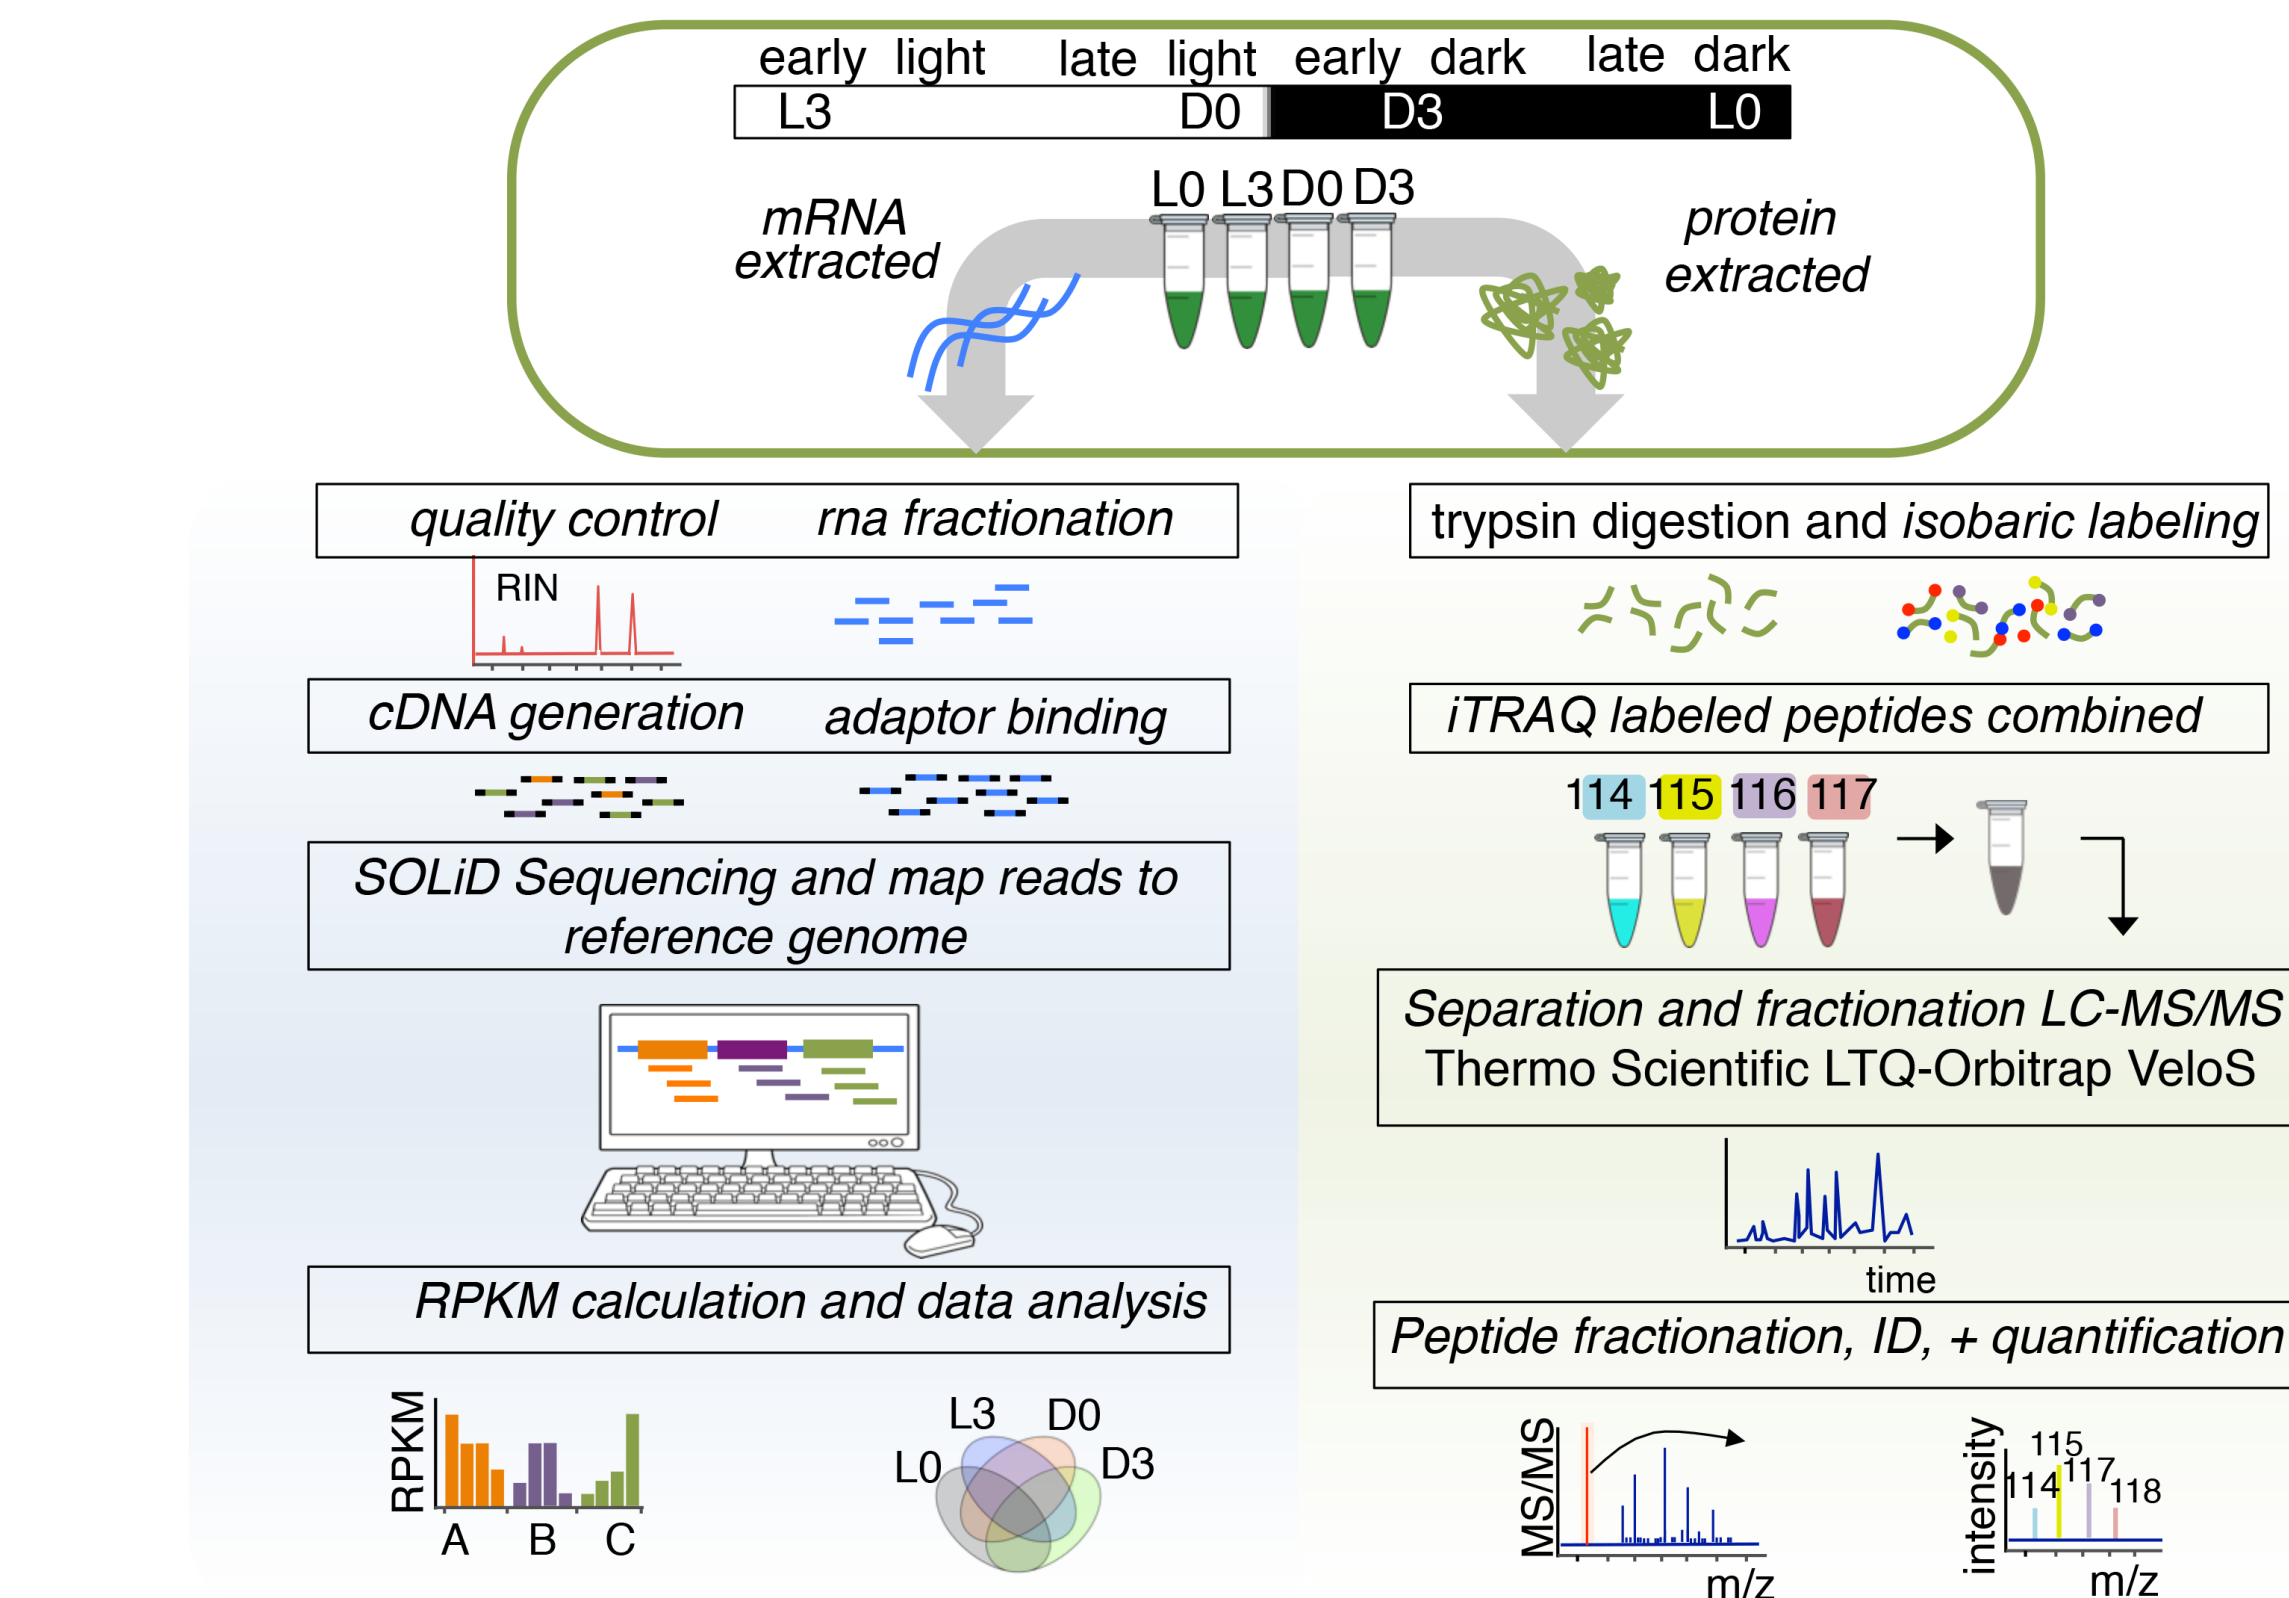 early light late light early dark late dark
L3 D0 D3 L0
L0 L3 D0 D3
mRNA
extracted
protein
extracted
quality control rna fractionation
RIN
cDNA generation adaptor binding
SOLiD Sequencing and map reads to
reference genome
RPKM calculation and data analysis
RPKM
A B C
L3 D0
L0 D3
trypsin digestion and isobaric labeling
iTRAQ labeled peptides combined
114 115 116 117
Separation and fractionation LC-MS/MS
Thermo Scientific LTQ-Orbitrap VeloS
time
Peptide fractionation, ID, + quantification
MS/MS
m/z
intensity
115
114 117 118
m/z